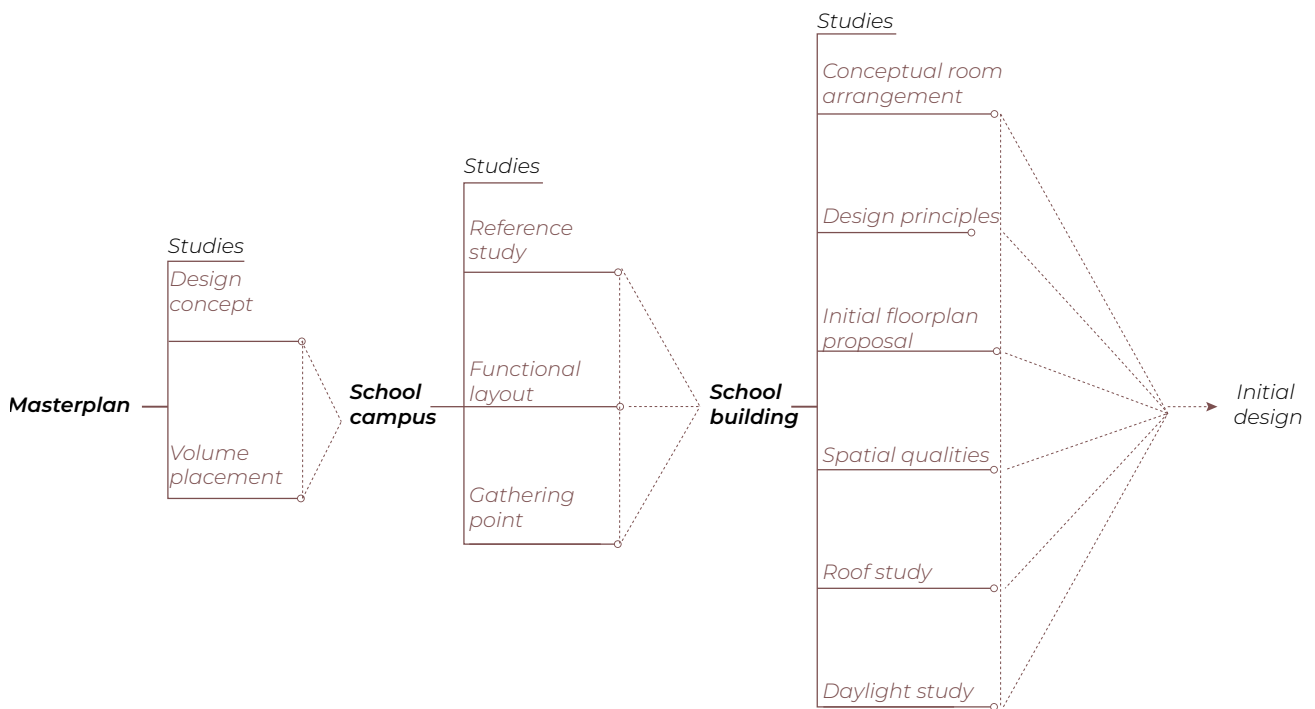 Masterplan
Studies
Design
concept
Volume
placement
School
campus
Studies
Reference
study
Functional
layout
Gathering
point
School
building
Studies
Conceptual room
arrangement
Design principles
Initial floorplan
proposal
Spatial qualities
Roof study
Daylight study
Initial
design